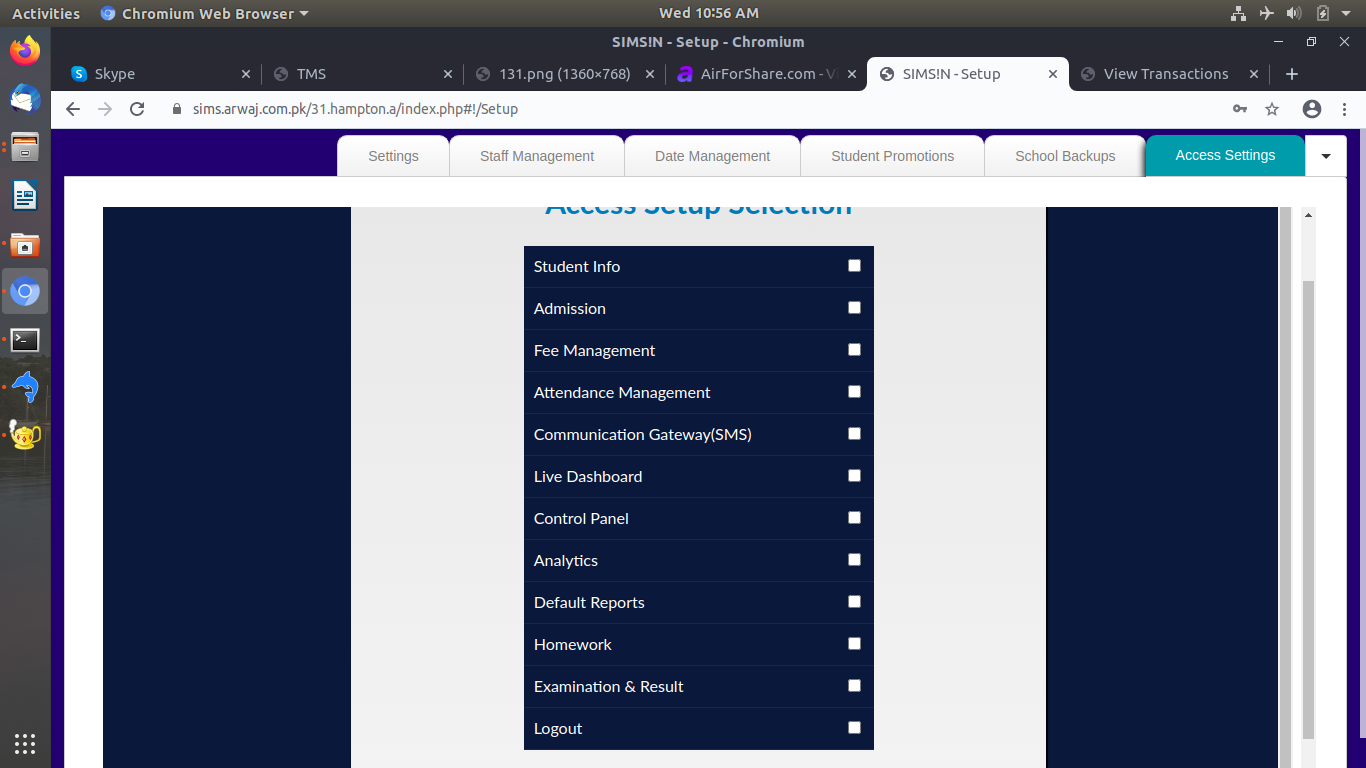 Activities Chromium Web Browser Wed 10:56 AM
SIMS!N - Setup - Chromium
Skype TMS 131.png (1360×768) AirForShare.com - Vi SIMS!N - Setup View Transactions
sims.arwaj.com.pk/31.hampton.a/index.php#!/Setup
Settings Staff Management Date Management Student Promotions School Backups Access Settings
Access Setup Selection
Student Info
Admission
Fee Management
Attendance Management
Communication Gateway(SMS)
Live Dashboard
Control Panel
Analytics
Default Reports
Homework
Examination & Result
Logout